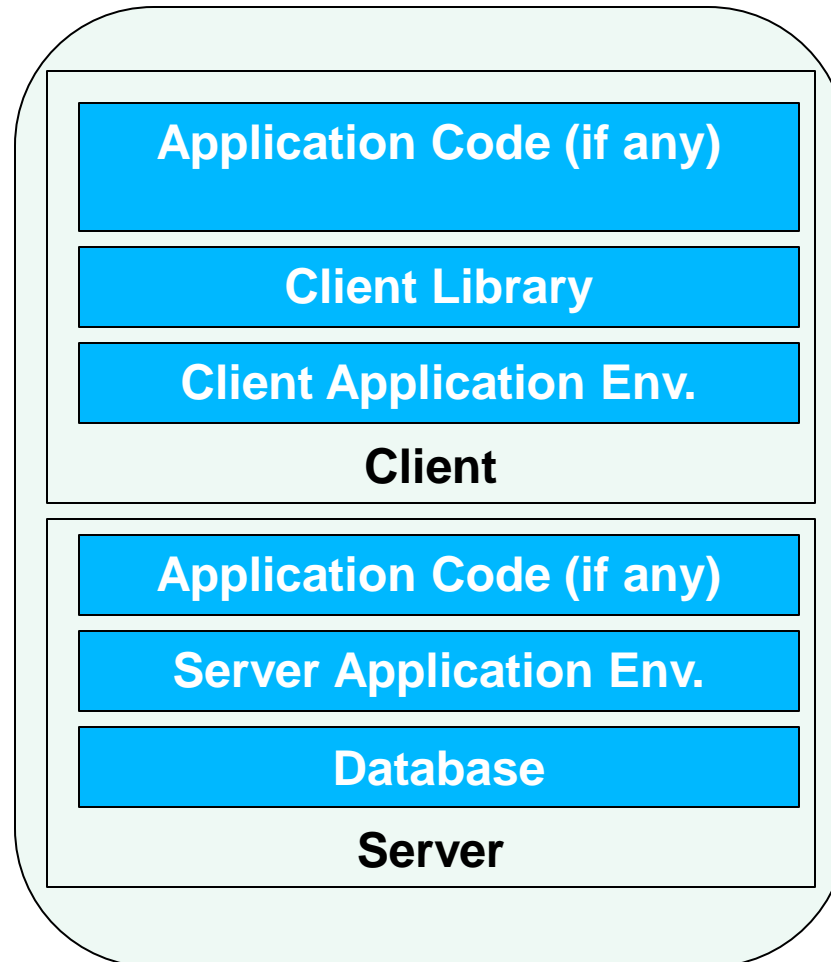 Application Code (if any)
Client Library
Client Application Env.
Client
Application Code (if any)
Server Application Env.
Database
Server